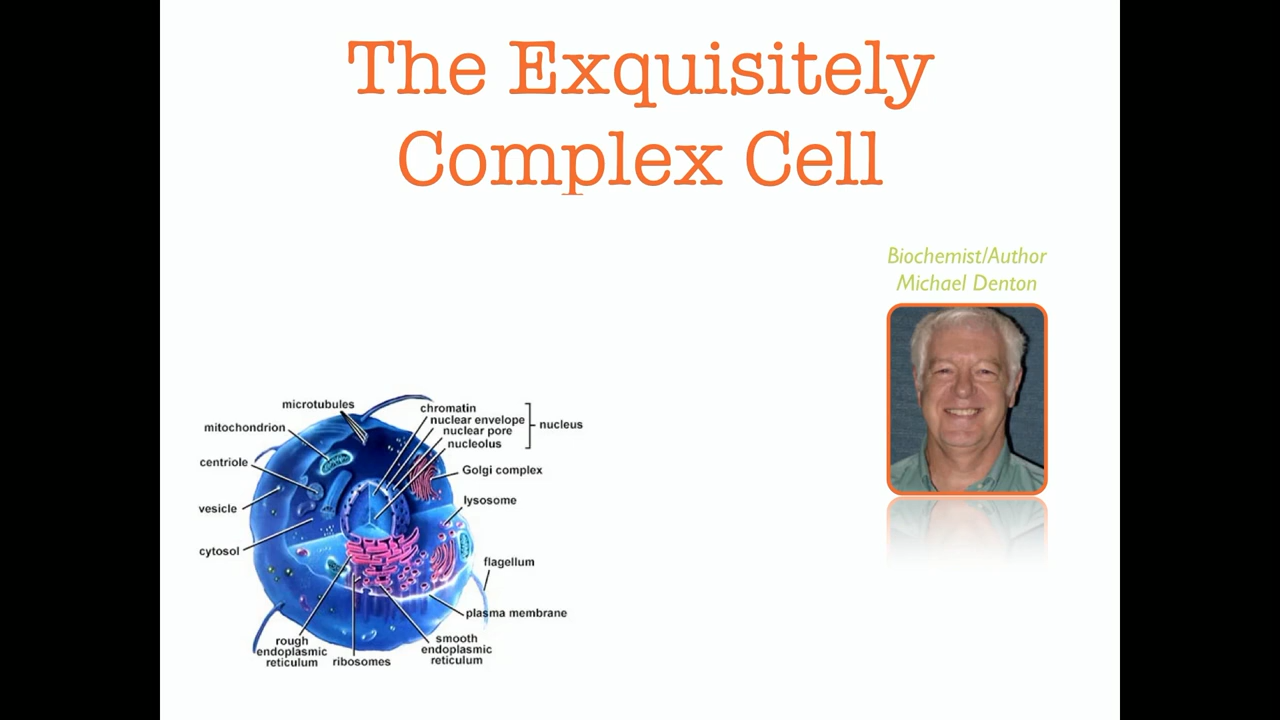 The Exquisitely
Complex Cell
Biochemist/Author
Michael Denton
microtubules
mitochondrion
centriole
vesicle
cytosol
chromatin
nuclear envelope
nuclear pore
nucleolus
nucleus
Golgi complex
lysosome
flagellum
plasma membrane
rough
endoplasmic
reticulum
ribosomes
smooth
endoplasmic
reticulum